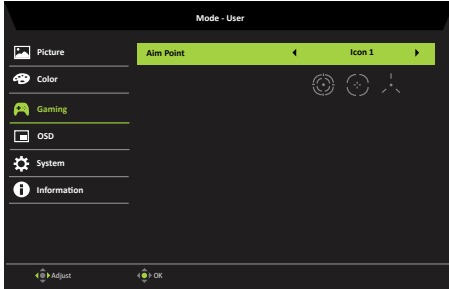 Mode - User
Picture
Aim Point Icon 1
Color
Gaming
OSD
System
Information
Adjust OK